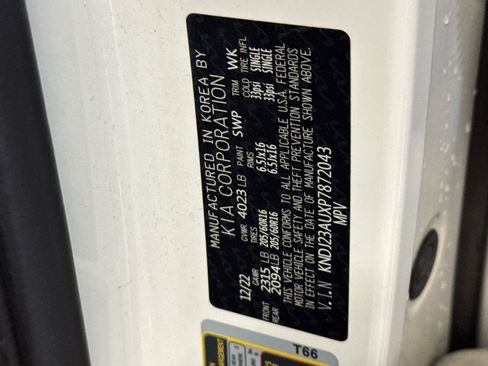 MANUFACTURED IN KOREA BY
KIA CORPORATION
12/22 GVWR 4023 LB PAINT SWP TRIM WK
GAWR TIRES RIMS COLD TIRE INFL
FRONT 2315 LB 205/60R16 6.5Jx16 33psi SINGLE
REAR 2094LB 205/60R16 6.5Jx16 33psi SINGLE
THIS VEHICLE CONFORMS TO ALL APPLICABLE U.S.A. FEDERAL
MOTOR VEHICLE SAFETY AND THEFT PREVENTION STANDARDS
IN EFFECT ON THE DATE OF MANUFACTURE SHOWN ABOVE.
V.I.N KNDJ23AUXP7872043
MPV
T66